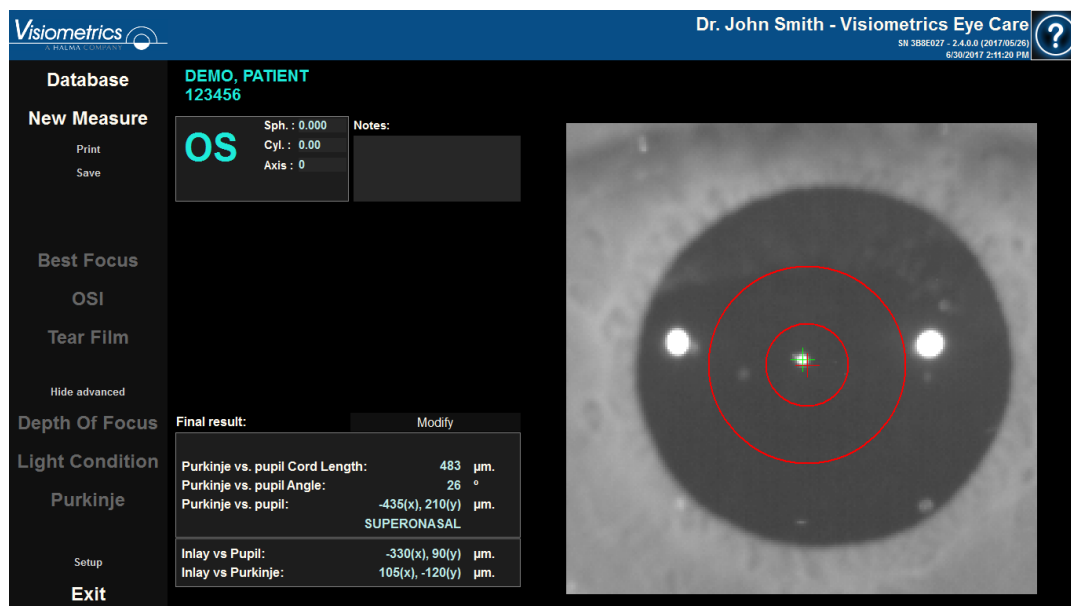 Visiometrics
A HALMA COMPANY
Dr. John Smith - Visiometrics Eye Care
SN 3B8E027 - 2.4.0.0 (2017/05/26)
6/30/2017 2:11:20 PM
?
Database
New Measure
Print
Save
Best Focus
OSI
Tear Film
Hide advanced
Depth Of Focus
Light Condition
Purkinje
Setup
Exit
DEMO, PATIENT
123456
OS
Sph. : 0.000
Cyl. : 0.00
Axis : 0
Notes:
Final result:
Modify
Purkinje vs. pupil Cord Length: 483 µm.
Purkinje vs. pupil Angle: 26 º
Purkinje vs. pupil: -435(x), 210(y) µm.
SUPERONASAL
Inlay vs Pupil: -330(x), 90(y) µm.
Inlay vs Purkinje: 105(x), -120(y) µm.